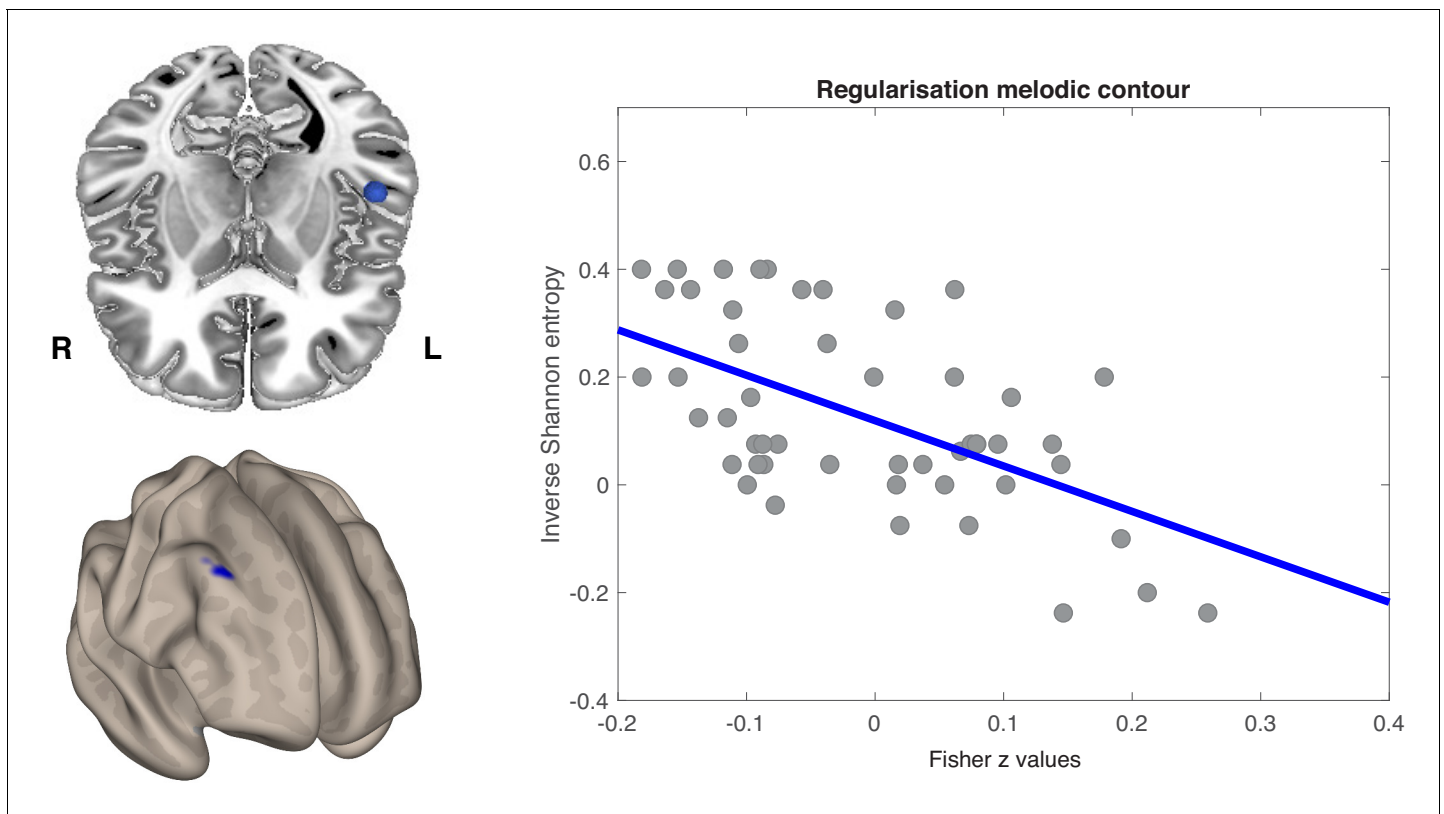 R
L
Regularisation melodic contour
Inverse Shannon entropy
0.6
0.4
0.2
0
-0.2
-0.4
-0.2 -0.1 0 0.1 0.2 0.3 0.4
Fisher z values